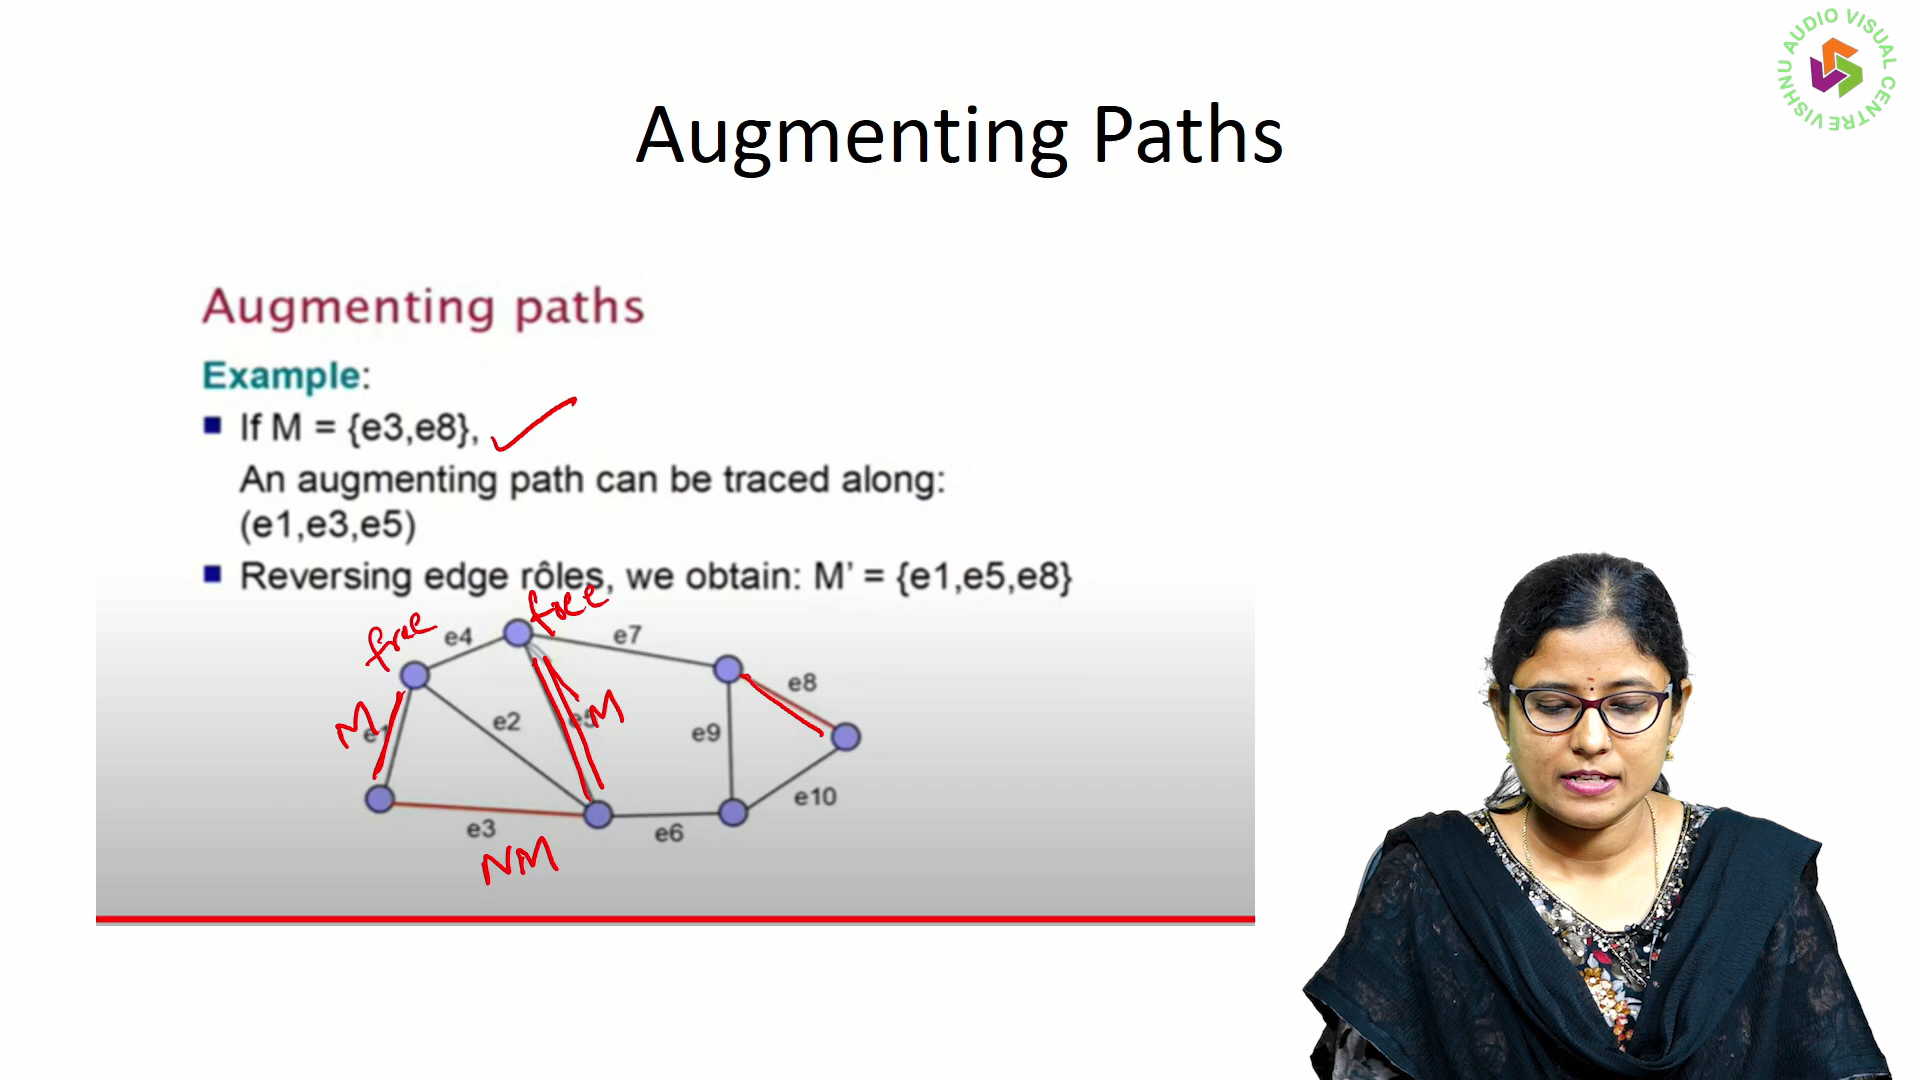 VISHNU AUDIO VISUAL CENTRE
Augmenting Paths
Augmenting paths
Example:
If M = {e3,e8},
An augmenting path can be traced along:
(e1,e3,e5)
Reversing edge rôles, we obtain: M' = {e1,e5,e8}
free
free
e4
e7
e8
M
e1
e2
e5
M
e9
e10
e3
e6
NM